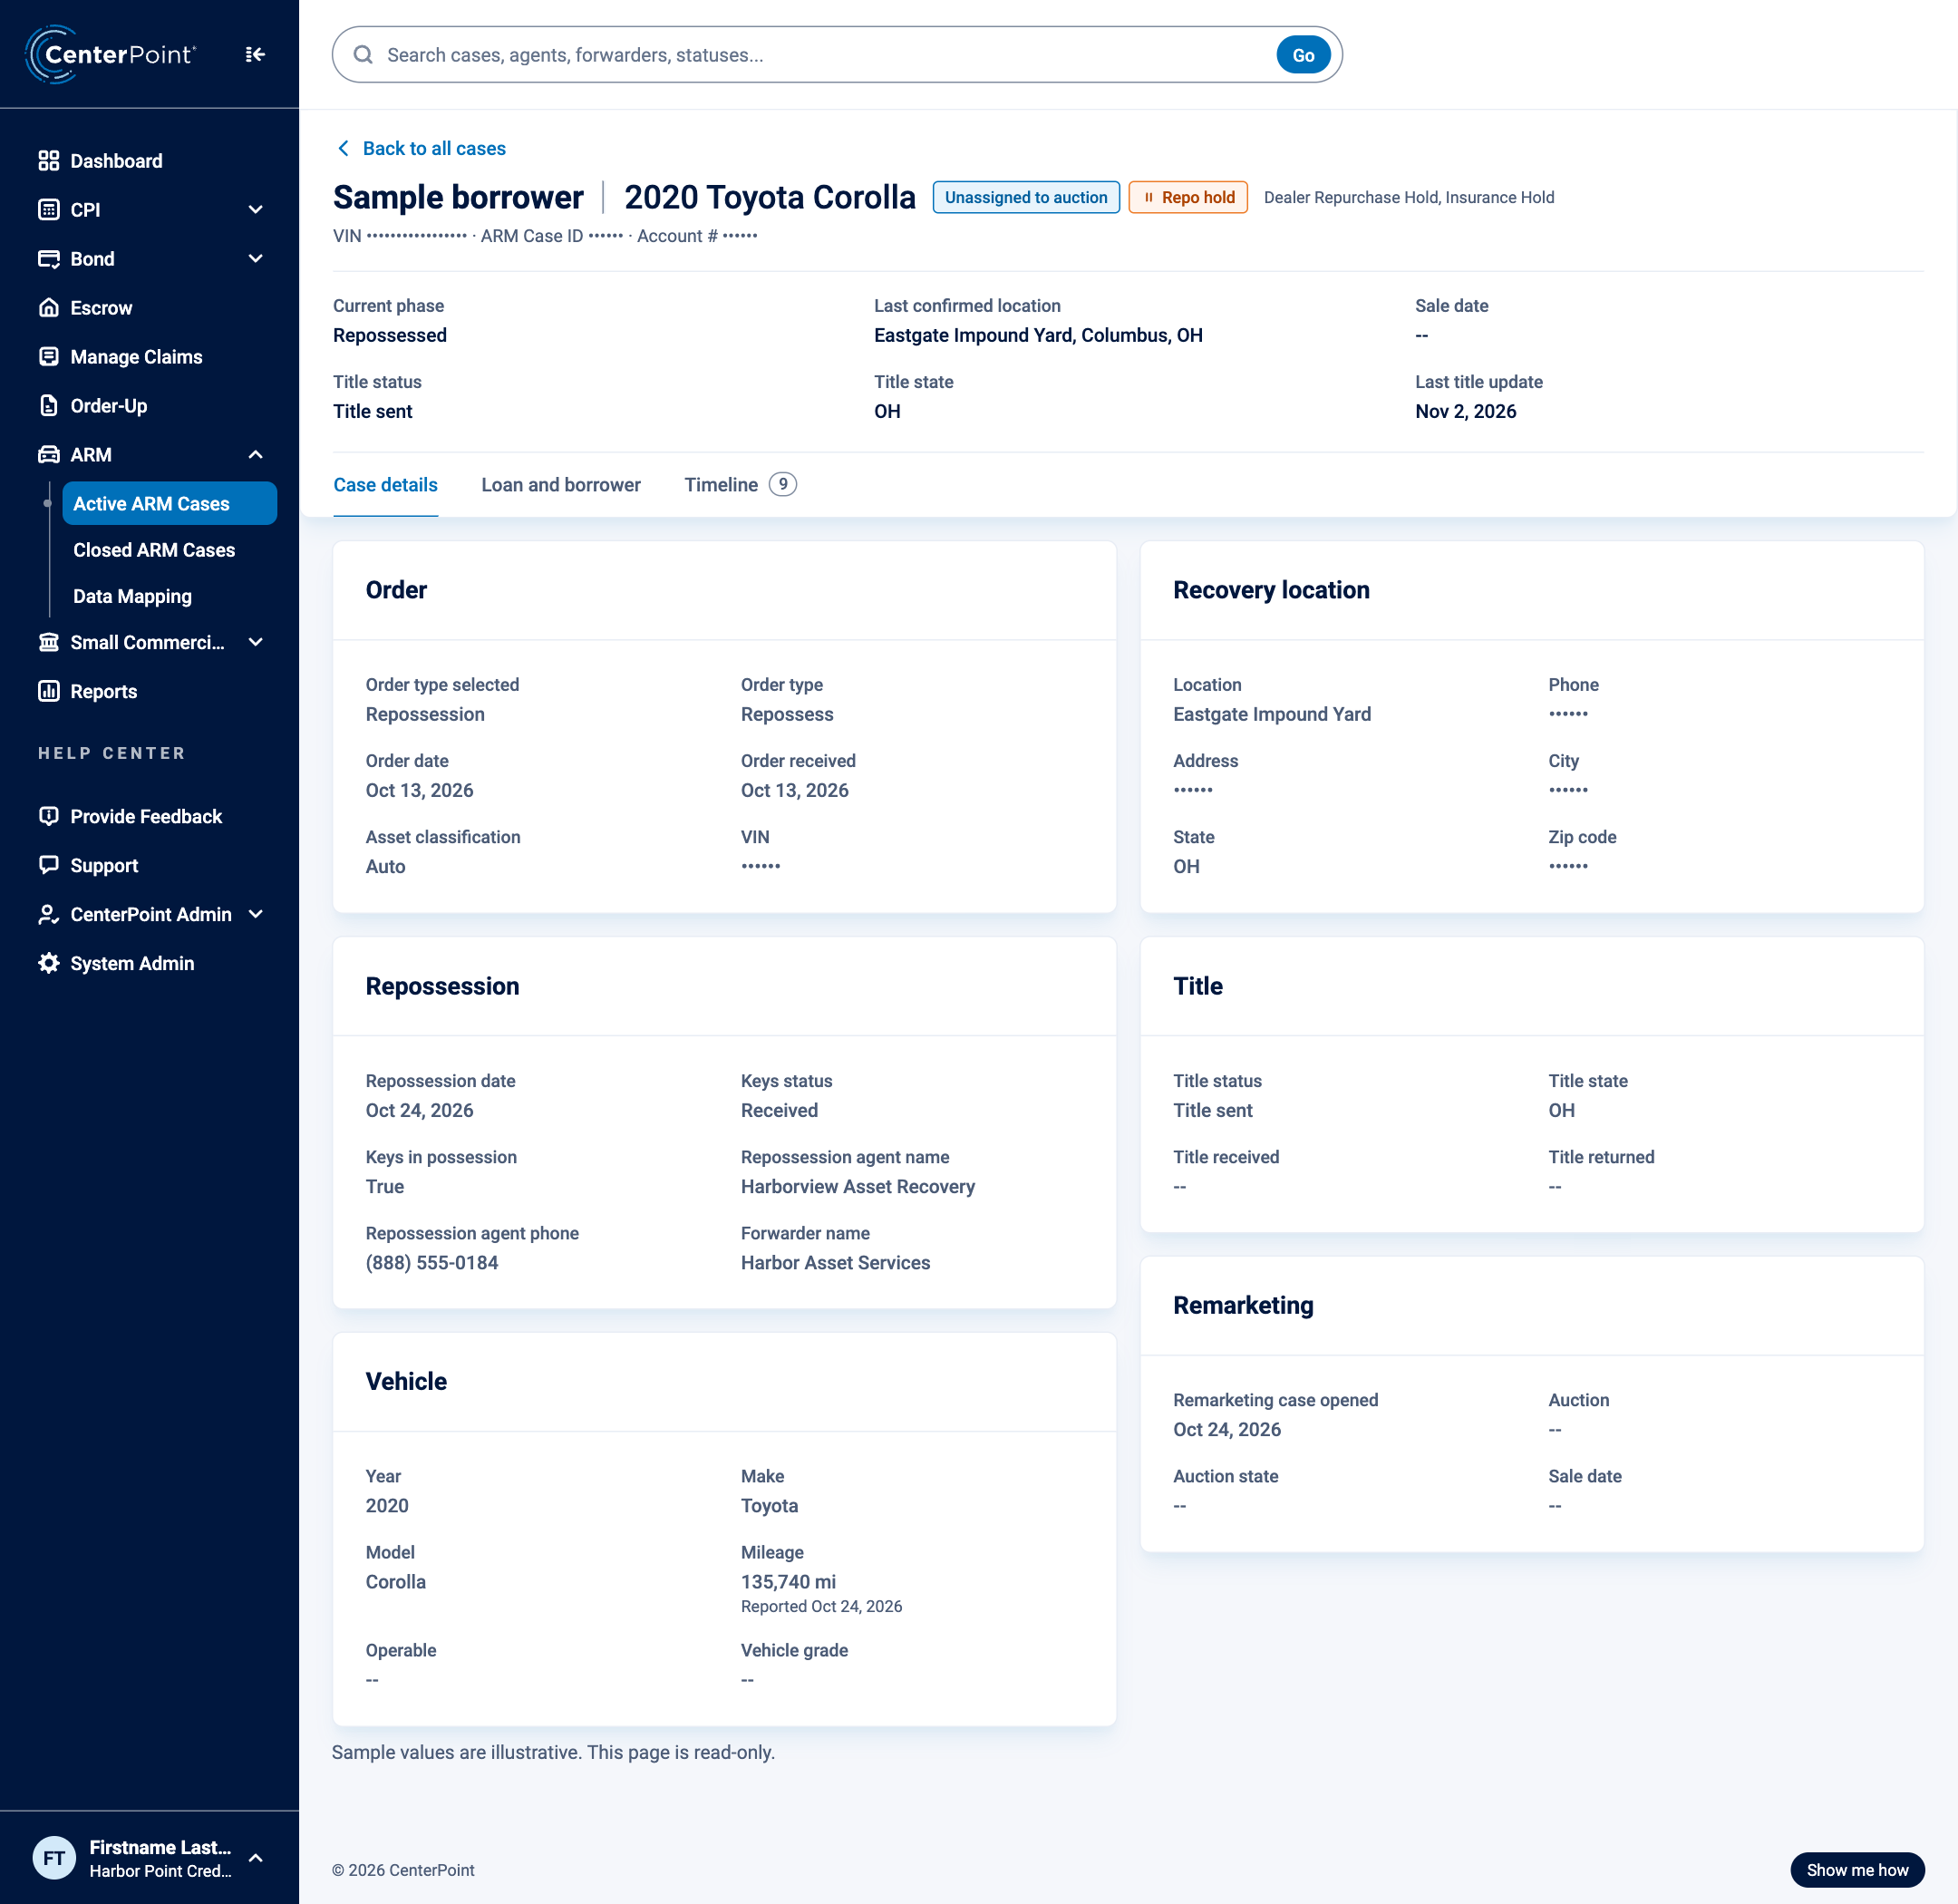 CenterPoint®
Dashboard
CPI
Bond
Escrow
Manage Claims
Order-Up
ARM
Active ARM Cases
Closed ARM Cases
Data Mapping
Small Commerci...
Reports
HELP CENTER
Provide Feedback
Support
CenterPoint Admin
System Admin
FT
Firstname Last...
Harbor Point Cred...
Search cases, agents, forwarders, statuses...
Go
Back to all cases
Sample borrower | 2020 Toyota Corolla
Unassigned to auction
Repo hold
Dealer Repurchase Hold, Insurance Hold
VIN ••••••••••••••••• · ARM Case ID •••••• · Account # ••••••
Current phase
Repossessed
Last confirmed location
Eastgate Impound Yard, Columbus, OH
Sale date
--
Title status
Title sent
Title state
OH
Last title update
Nov 2, 2026
Case details
Loan and borrower
Timeline 9
Order
Order type selected
Repossession
Order type
Repossess
Order date
Oct 13, 2026
Order received
Oct 13, 2026
Asset classification
Auto
VIN
••••••
Recovery location
Location
Eastgate Impound Yard
Phone
••••••
Address
••••••
City
••••••
State
OH
Zip code
••••••
Repossession
Repossession date
Oct 24, 2026
Keys status
Received
Keys in possession
True
Repossession agent name
Harborview Asset Recovery
Repossession agent phone
(888) 555-0184
Forwarder name
Harbor Asset Services
Title
Title status
Title sent
Title state
OH
Title received
--
Title returned
--
Remarketing
Remarketing case opened
Oct 24, 2026
Auction
--
Auction state
--
Sale date
--
Vehicle
Year
2020
Make
Toyota
Model
Corolla
Mileage
135,740 mi
Reported Oct 24, 2026
Operable
--
Vehicle grade
--
Sample values are illustrative. This page is read-only.
© 2026 CenterPoint
Show me how